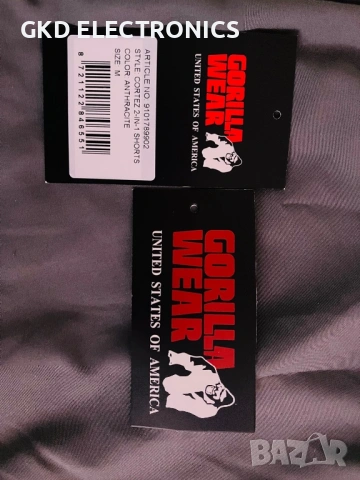 GKD ELECTRONICS
ARTICLE NO. 9101789902
STYLE: CORTEZ 2-IN-1 SHORTS
COLOR: ANTHRACITE
SIZE: M
8 721122 846551
GORILLA
WEAR
UNITED STATES OF AMERICA
GORILLA
WEAR
UNITED STATES OF AMERICA
BAZAR